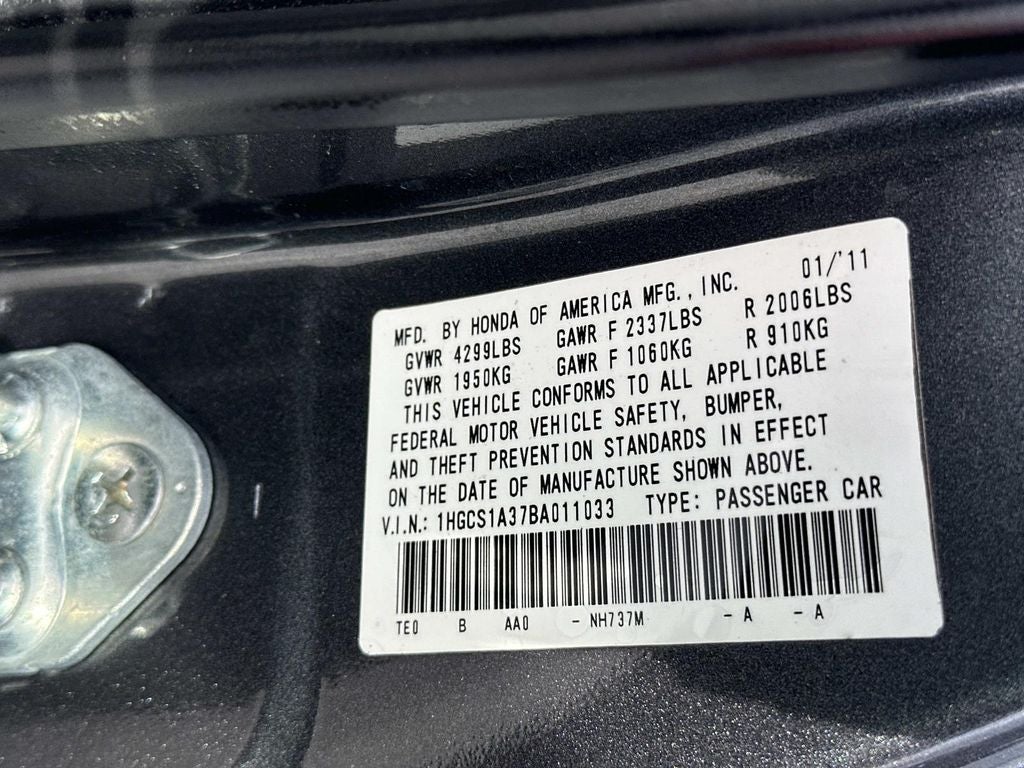 MFD. BY HONDA OF AMERICA MFG., INC. 01/'11
GVWR 4299LBS GAWR F 2337LBS R 2006LBS
GVWR 1950KG GAWR F 1060KG R 910KG
THIS VEHICLE CONFORMS TO ALL APPLICABLE
FEDERAL MOTOR VEHICLE SAFETY, BUMPER,
AND THEFT PREVENTION STANDARDS IN EFFECT
ON THE DATE OF MANUFACTURE SHOWN ABOVE.
V.I.N.: 1HGCS1A37BA011033 TYPE: PASSENGER CAR
TE0 B AA0 - NH737M - A - A